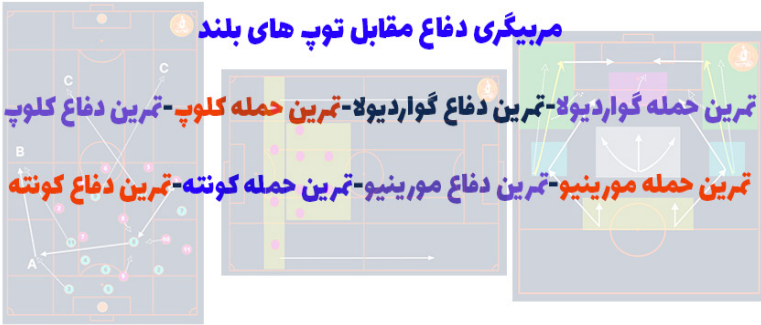 مربیگری دفاع مقابل توپ های بلند
تمرین حمله گواردیولا-تمرین دفاع گواردیولا-تمرین حمله کلوپ-تمرین دفاع کلوپ
تمرین حمله مورینیو-تمرین دفاع مورینیو-تمرین حمله کونته-تمرین دفاع کونته
C C
B
A